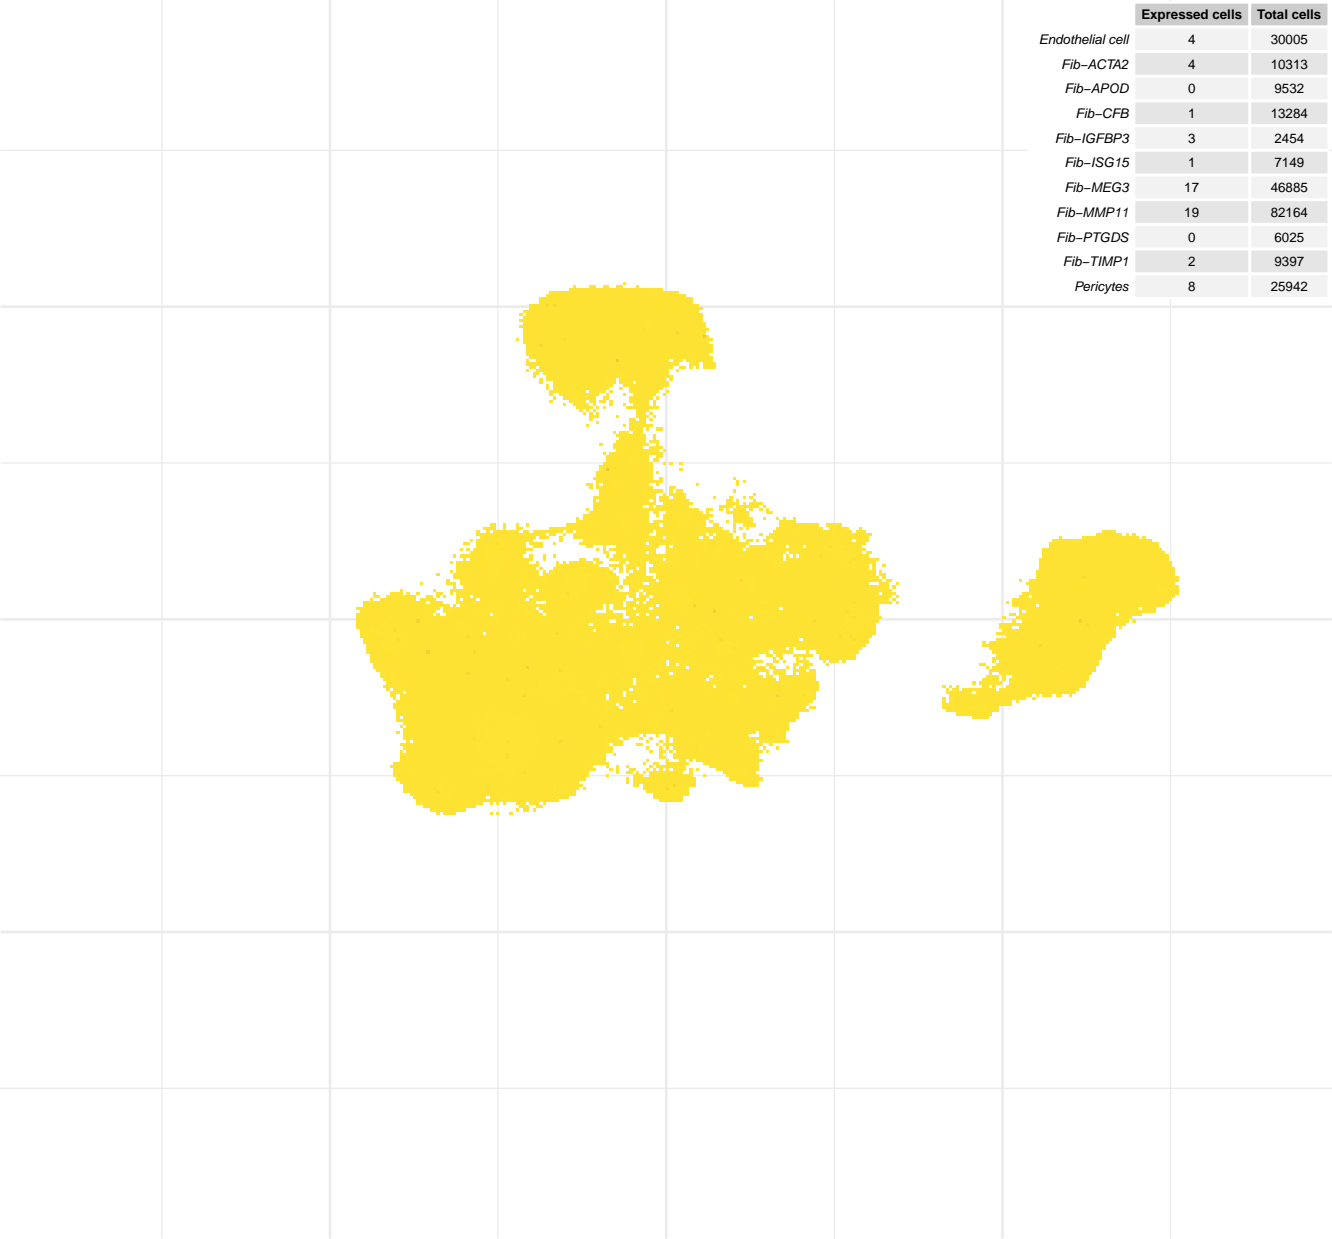 Expressed cells Total cells
Endothelial cell 4 30005
Fib−ACTA2 4 10313
Fib−APOD 0 9532
Fib−CFB 1 13284
Fib−IGFBP3 3 2454
Fib−ISG15 1 7149
Fib−MEG3 17 46885
Fib−MMP11 19 82164
Fib−PTGDS 0 6025
Fib−TIMP1 2 9397
Pericytes 8 25942